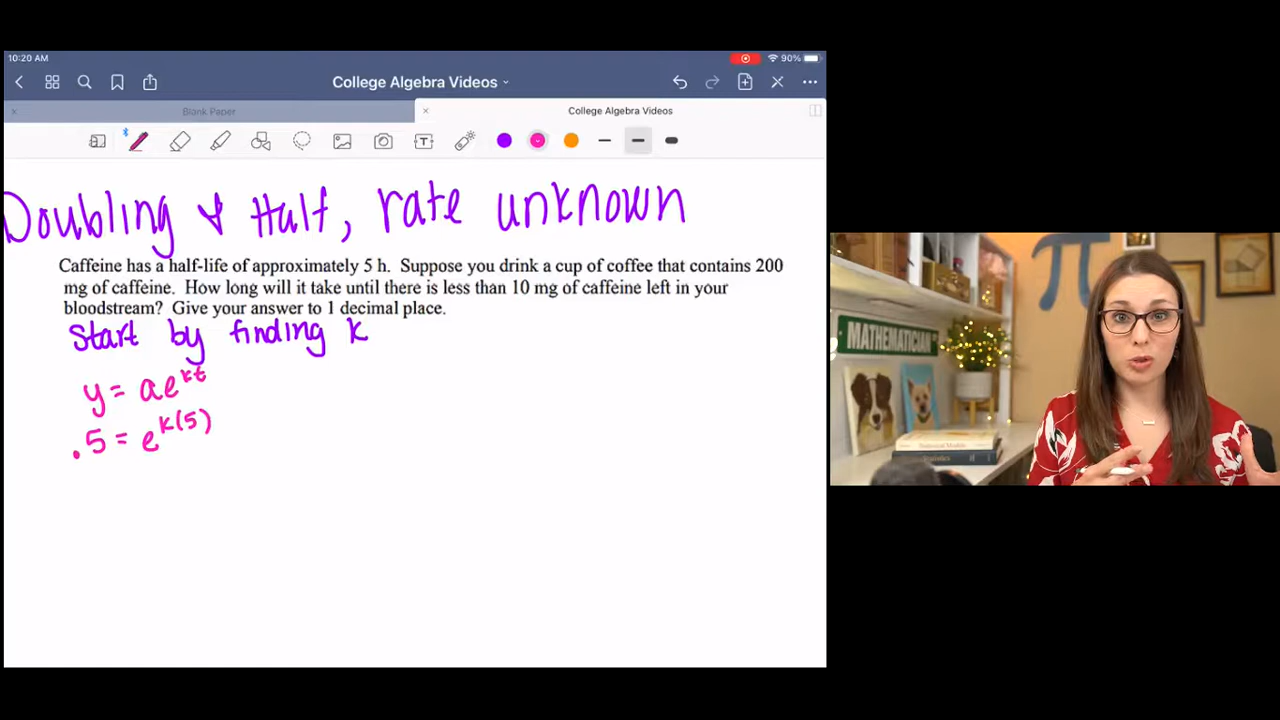 10:20 AM
90%
College Algebra Videos
Blank Paper
College Algebra Videos
Doubling & Half, rate unknown
Caffeine has a half-life of approximately 5 h. Suppose you drink a cup of coffee that contains 200
mg of caffeine. How long will it take until there is less than 10 mg of caffeine left in your
bloodstream? Give your answer to 1 decimal place.
Start by finding k
y = ae^{kt}
.5 = e^{k(5)}
MATHEMATICIAN